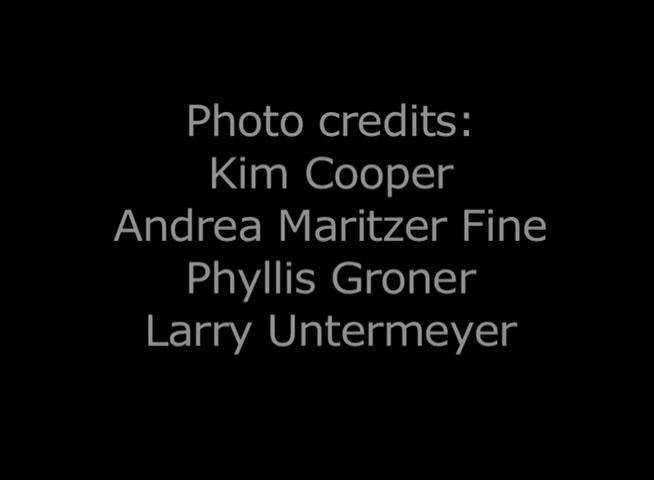 Photo credits:
Kim Cooper
Andrea Maritzer Fine
Phyllis Groner
Larry Untermeyer